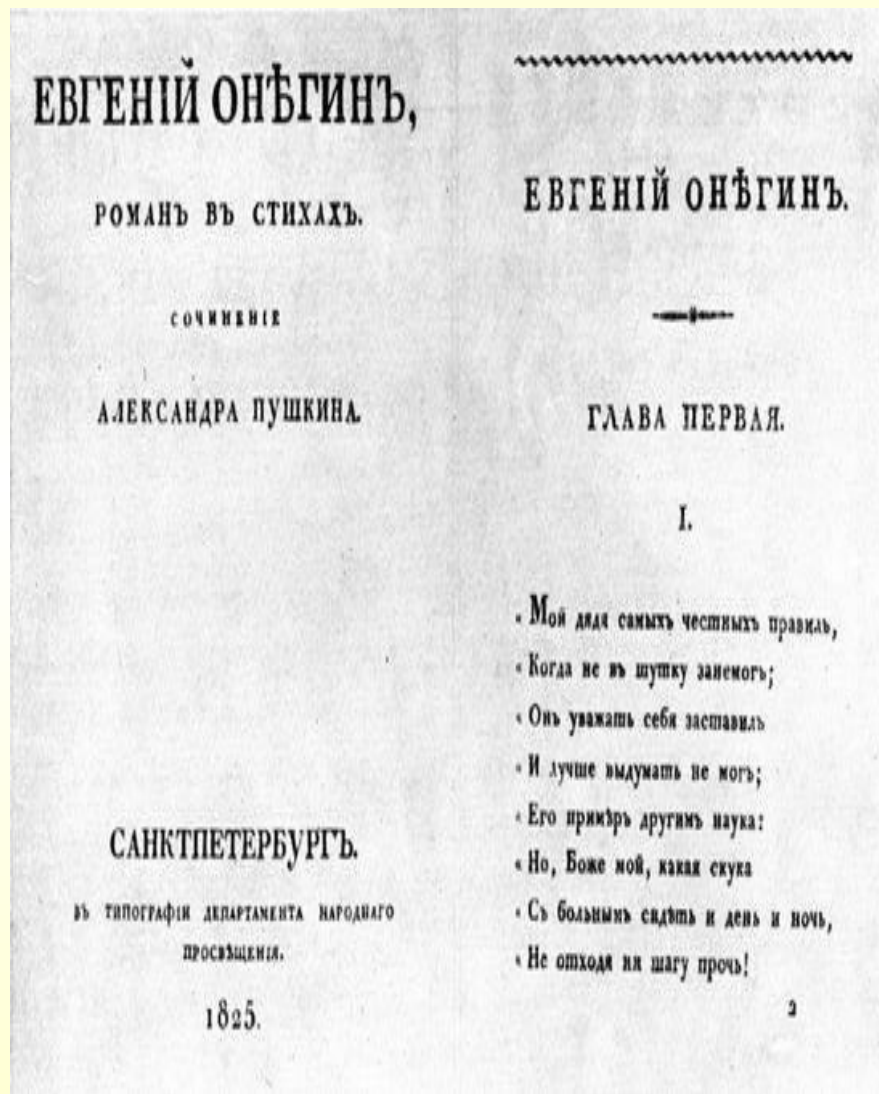 ЕВГЕНІЙ ОНѢГИНЪ,
РОМАНЪ ВЪ СТИХАХЪ.
СОЧИНЕНІЕ
АЛЕКСАНДРА ПУШКИНА.
САНКТПЕТЕРБУРГЪ.
ВЪ ТИПОГРАФІИ ДЕПАРТАМЕНТА НАРОДНАГО
ПРОСВѢЩЕНІЯ.
1825.
ЕВГЕНІЙ ОНѢГИНЪ.
ГЛАВА ПЕРВАЯ.
I.
« Мой дядя самыхъ честныхъ правилъ,
« Когда не въ шутку занемогъ;
« Онъ уважать себя заставилъ
« И лучше выдумать не могъ;
« Его примѣръ другимъ наука:
« Но, Боже мой, какая скука
« Съ больнымъ сидѣть и день и ночь,
« Не отходя ни шагу прочь!
2